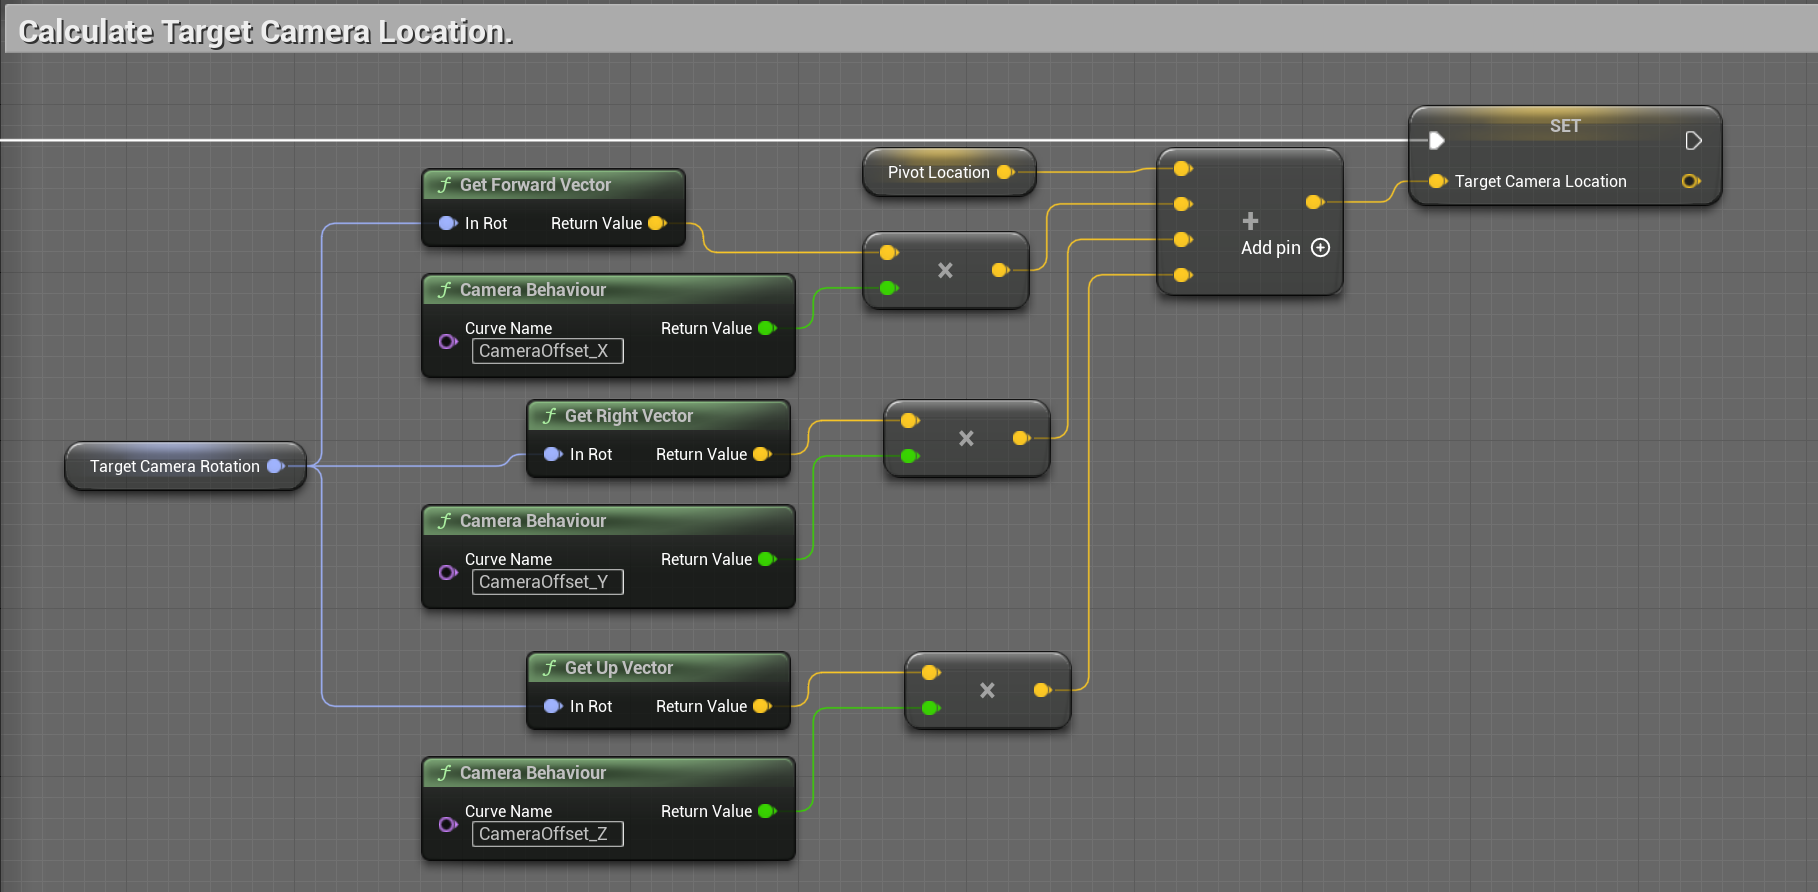 Calculate Target Camera Location.
SET
Target Camera Location
Pivot Location
+
Add pin
f Get Forward Vector
In Rot Return Value
×
f Camera Behaviour
Curve Name Return Value
CameraOffset_X
f Get Right Vector
In Rot Return Value
×
Target Camera Rotation
f Camera Behaviour
Curve Name Return Value
CameraOffset_Y
f Get Up Vector
In Rot Return Value
×
f Camera Behaviour
Curve Name Return Value
CameraOffset_Z